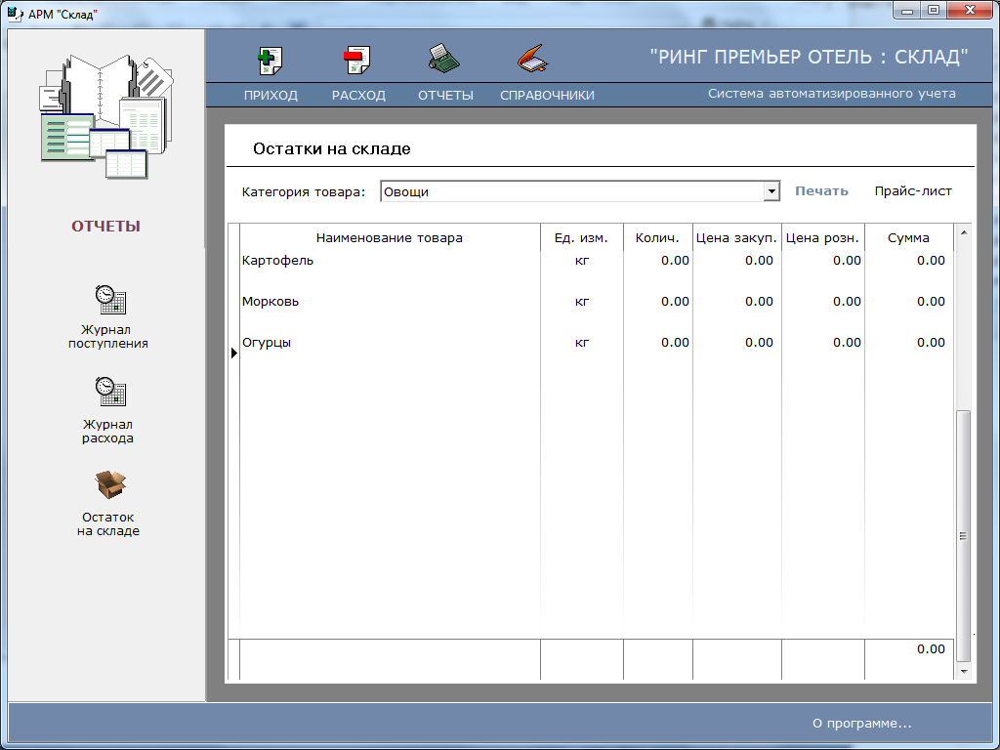 АРМ "Склад"
"РИНГ ПРЕМЬЕР ОТЕЛЬ : СКЛАД"
ПРИХОД РАСХОД ОТЧЕТЫ СПРАВОЧНИКИ Система автоматизированного учета
ОТЧЕТЫ
Журнал
поступления
Журнал
расхода
Остаток
на складе
Остатки на складе
Категория товара: Овощи Печать Прайс-лист
Наименование товара Ед. изм. Колич. Цена закуп. Цена розн. Сумма
Картофель кг 0.00 0.00 0.00 0.00
Морковь кг 0.00 0.00 0.00 0.00
Огурцы кг 0.00 0.00 0.00 0.00
0.00
О программе...